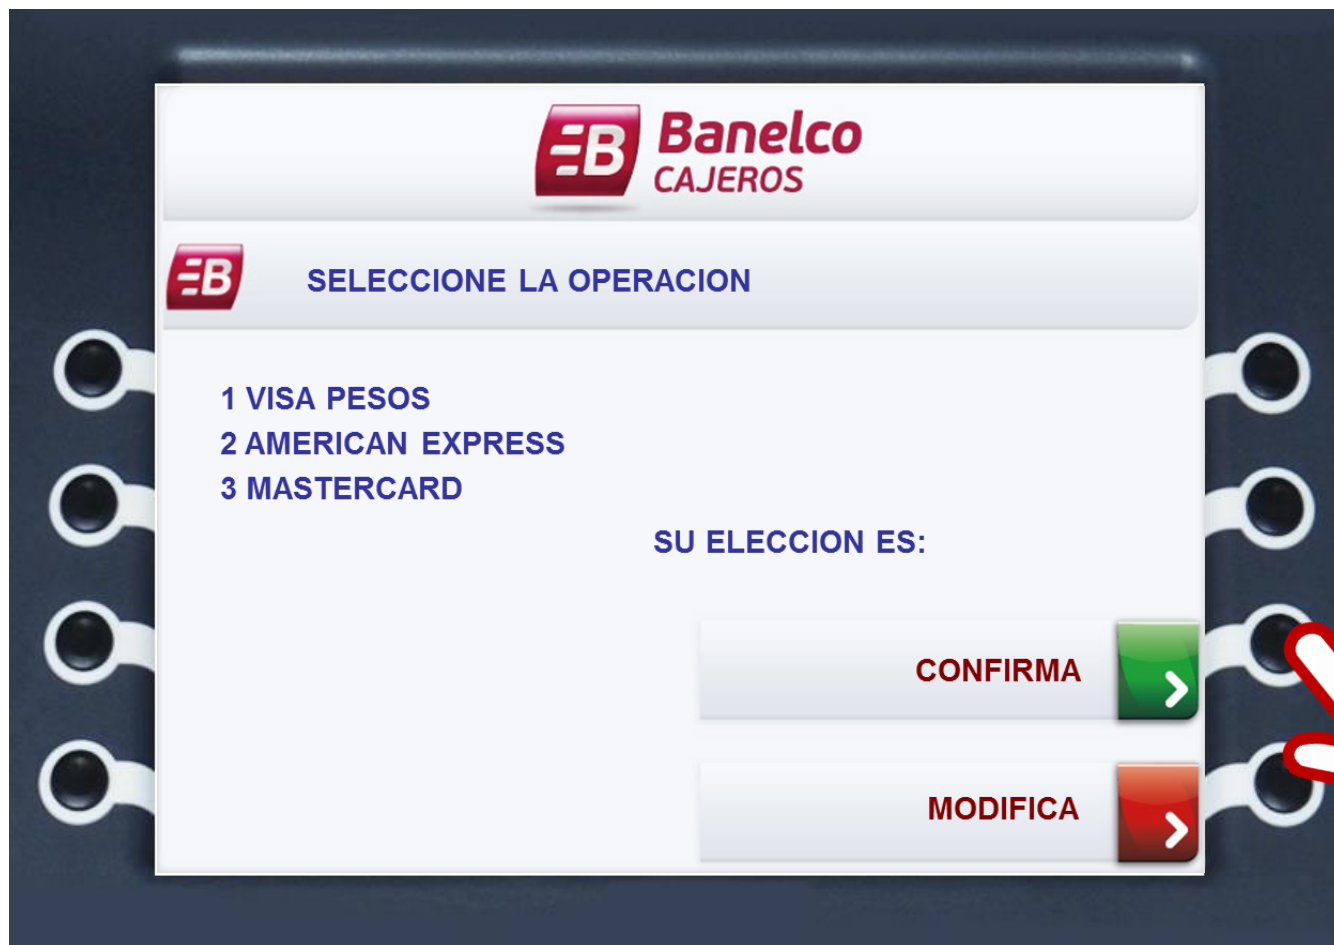 Banelco
CAJEROS
SELECCIONE LA OPERACION
1 VISA PESOS
2 AMERICAN EXPRESS
3 MASTERCARD
SU ELECCION ES:
CONFIRMA
MODIFICA